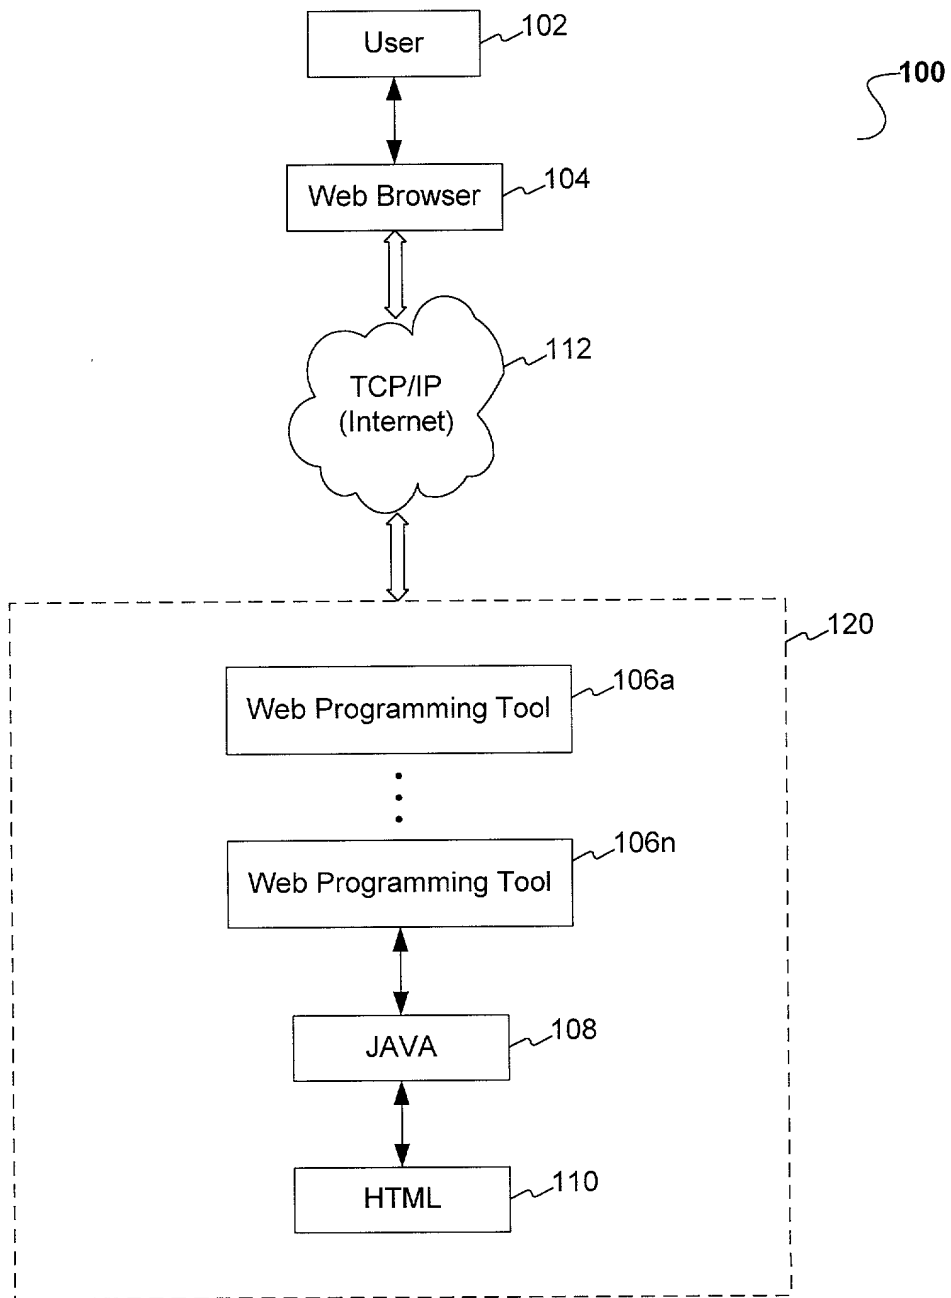 User
102
100
Web Browser
104
TCP/IP
(Internet)
112
120
Web Programming Tool
106a
Web Programming Tool
106n
JAVA
108
HTML
110